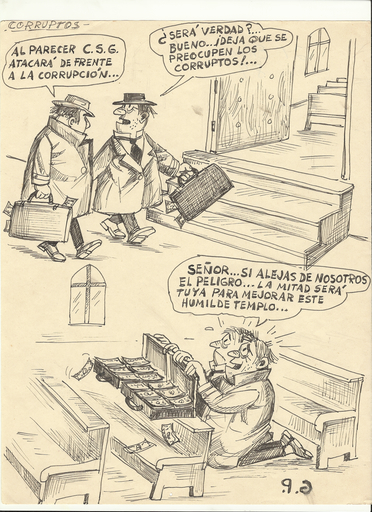 CORRUPTOS-
AL PARECER C.S.G.
ATACARÁ DE FRENTE
A LA CORRUPCIÓN...
¿SERÁ VERDAD?...
BUENO...¡DEJA QUE SE
PREOCUPEN LOS
CORRUPTOS!...
SEÑOR...SI ALEJAS DE NOSOTROS
EL PELIGRO...LA MITAD SERÁ
TUYA PARA MEJORAR ESTE
HUMILDE TEMPLO...
G.P.